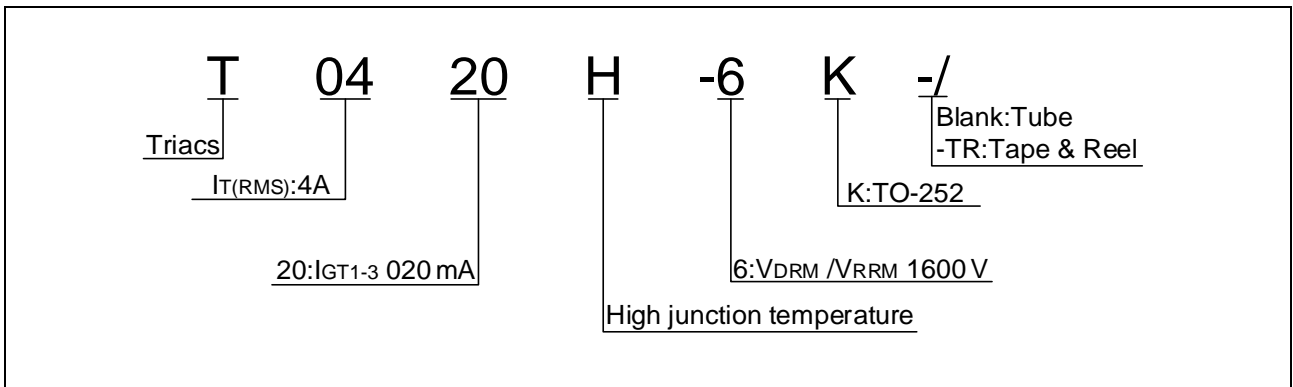 T 04 20 H -6 K -/
Blank:Tube
-TR:Tape & Reel
Triacs
IT(RMS):4A
K:TO-252
20:IGT1-3 020 mA
6:VDRM /VRRM 1600 V
High junction temperature